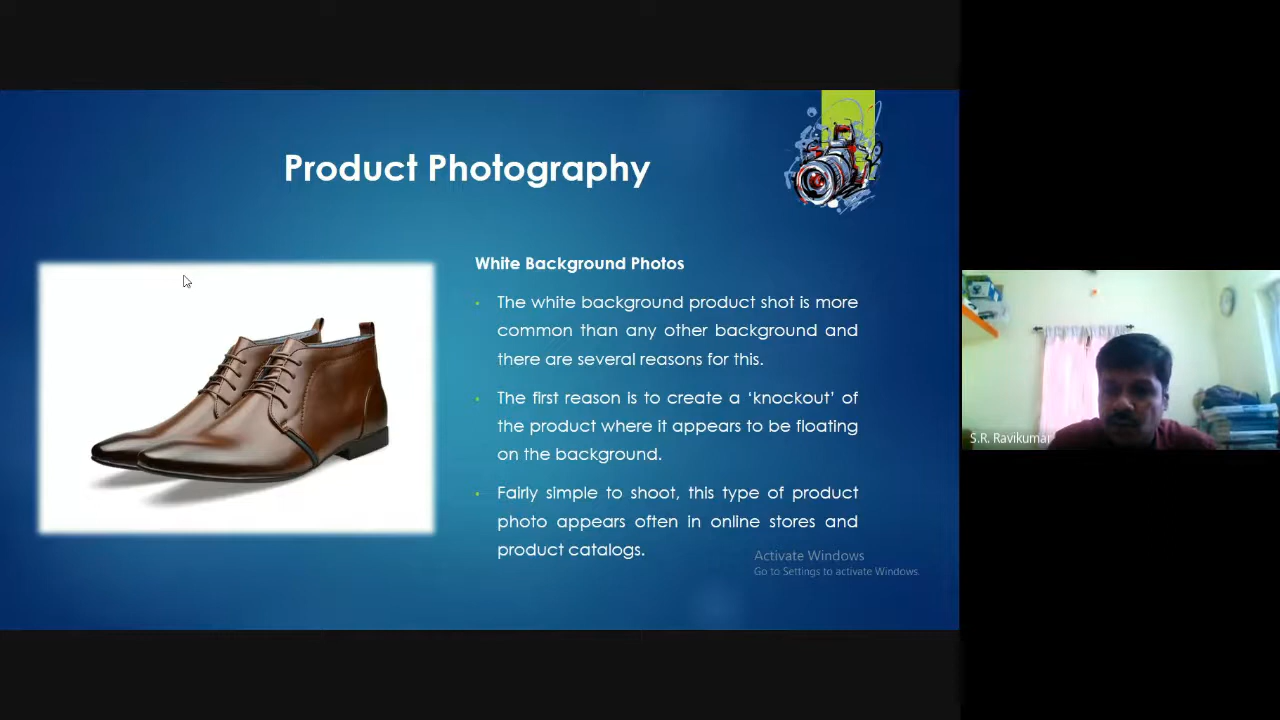 Product Photography
White Background Photos
The white background product shot is more
common than any other background and
there are several reasons for this.
The first reason is to create a ‘knockout’ of
the product where it appears to be floating
on the background.
Fairly simple to shoot, this type of product
photo appears often in online stores and
product catalogs.
Activate Windows
Go to Settings to activate Windows.
S.R. Ravikumar